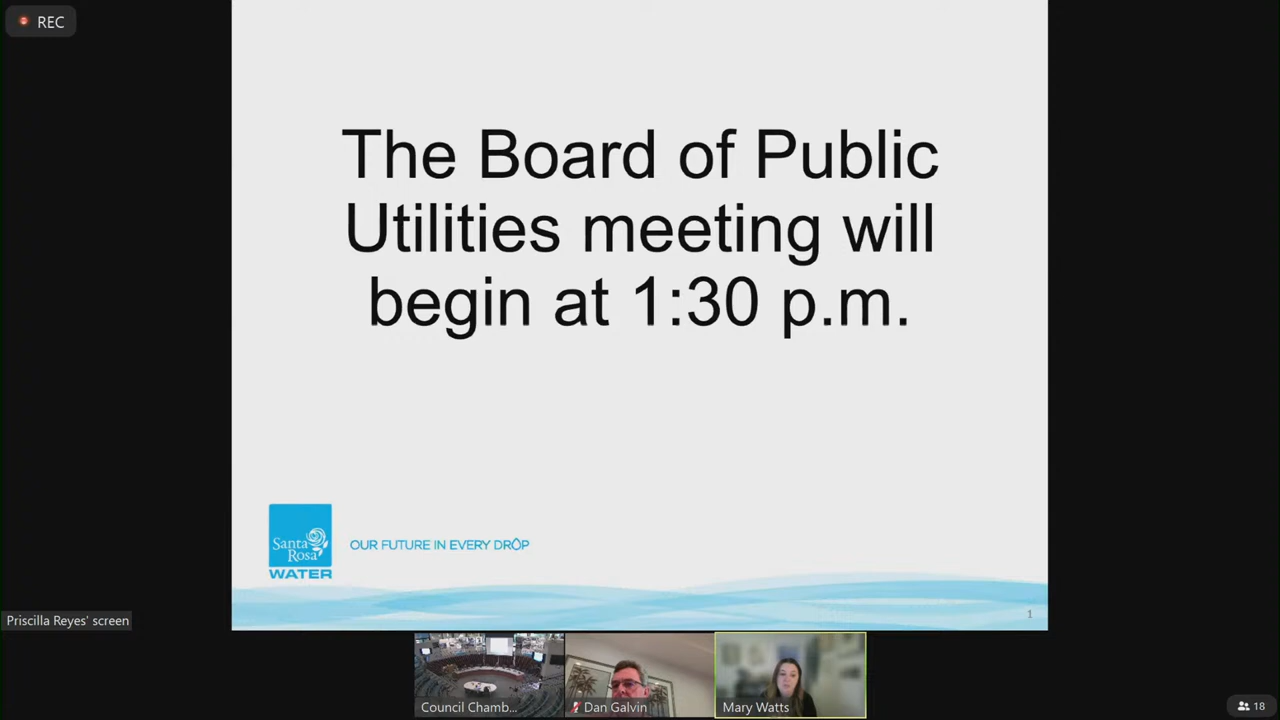 REC
The Board of Public
Utilities meeting will
begin at 1:30 p.m.
Santa
Rosa
WATER
OUR FUTURE IN EVERY DROP
1
Priscilla Reyes' screen
Council Chamb...
Dan Galvin
Mary Watts
18